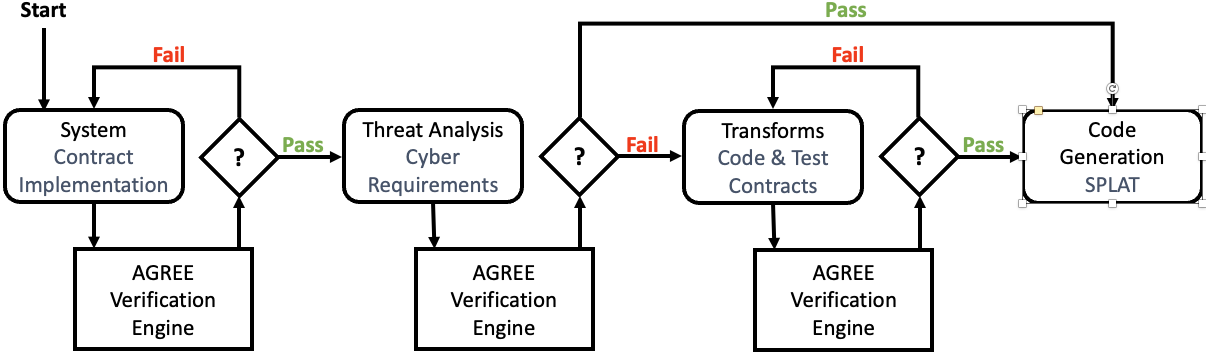 Start
Pass
Fail
Fail
System
Contract
Implementation
?
Pass
Threat Analysis
Cyber
Requirements
?
Fail
Transforms
Code & Test
Contracts
?
Pass
Code
Generation
SPLAT
AGREE
Verification
Engine
AGREE
Verification
Engine
AGREE
Verification
Engine